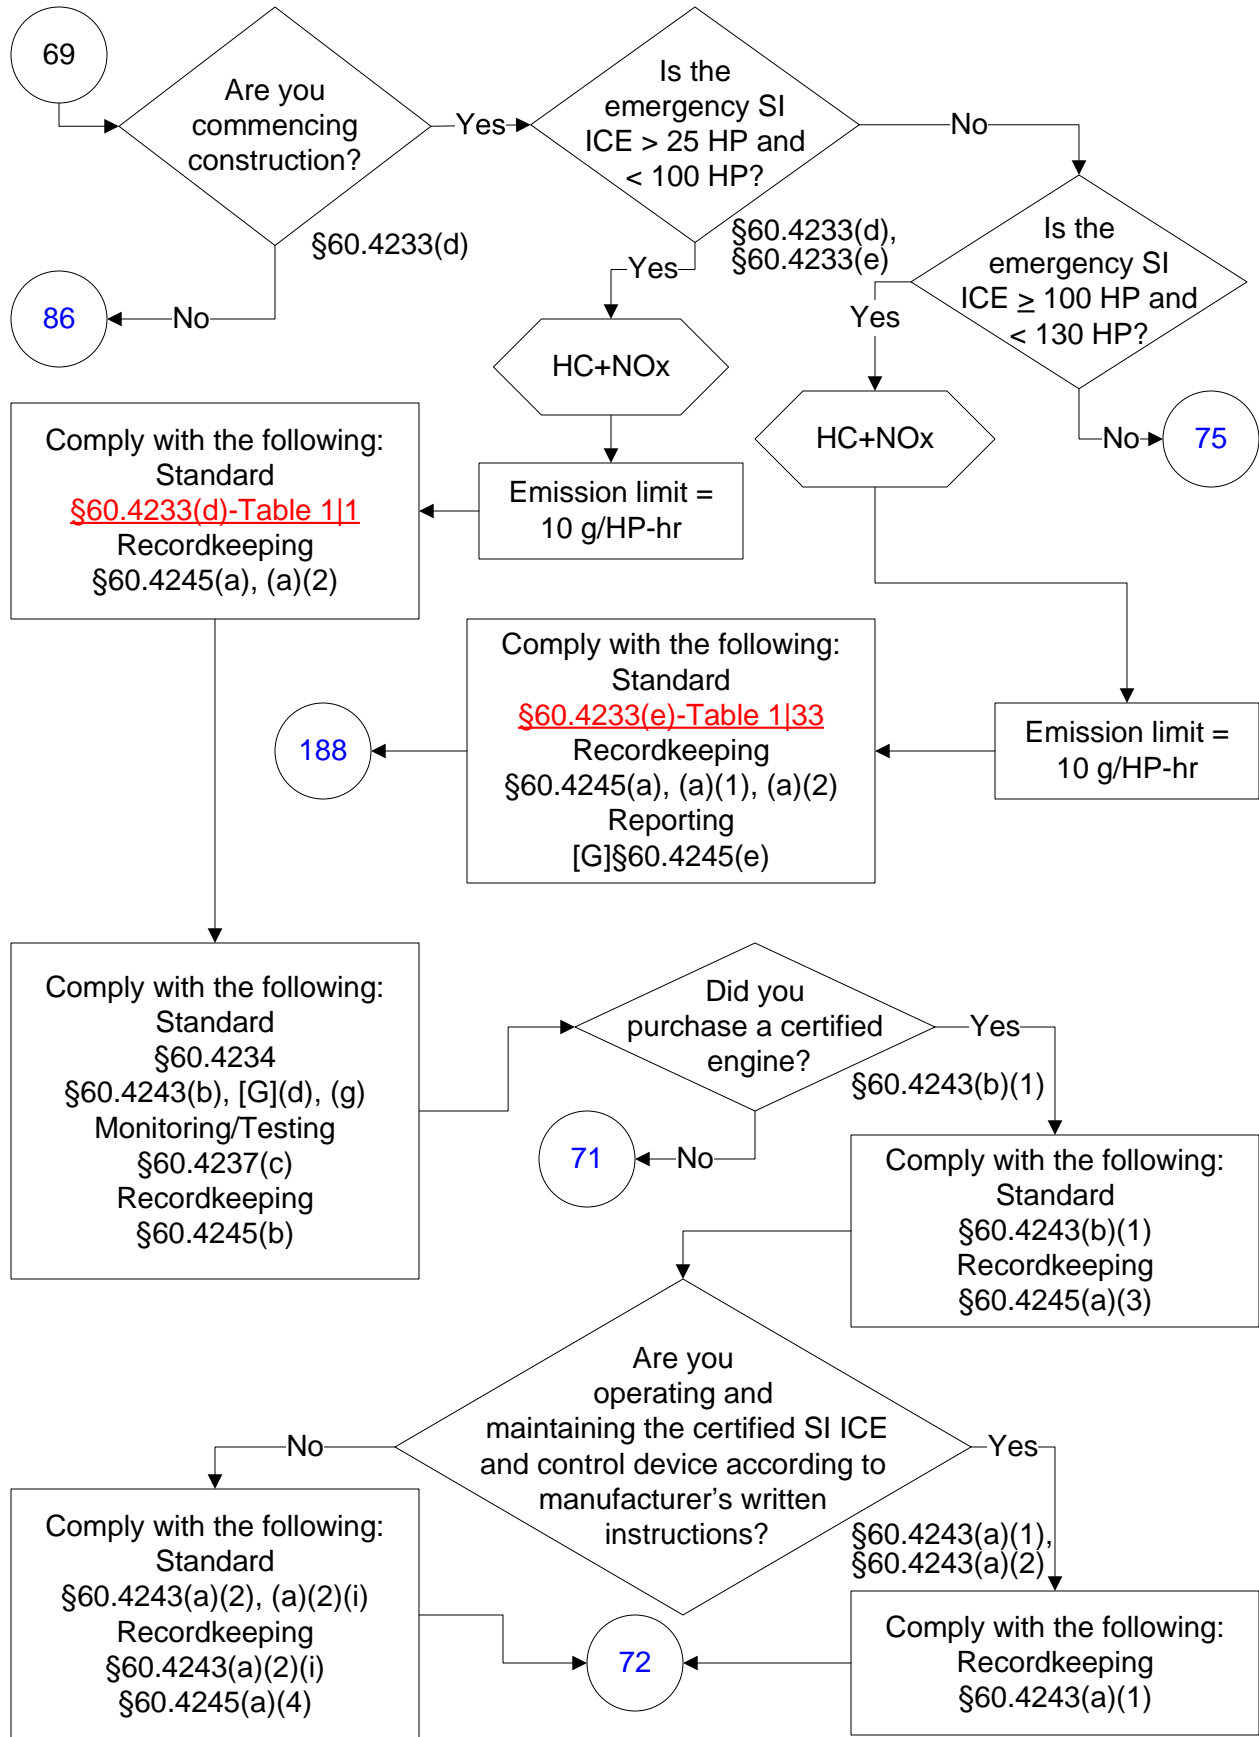 69
Are you
commencing
construction?
Yes
Is the
emergency SI
ICE > 25 HP and
< 100 HP?
No
§60.4233(d)
§60.4233(d),
§60.4233(e)
Is the
emergency SI
ICE ≥ 100 HP and
< 130 HP?
86
No
Yes
Yes
HC+NOx
HC+NOx
No
75
Comply with the following:
Standard
§60.4233(d)-Table 1|1
Recordkeeping
§60.4245(a), (a)(2)
Emission limit =
10 g/HP-hr
188
Comply with the following:
Standard
§60.4233(e)-Table 1|33
Recordkeeping
§60.4245(a), (a)(1), (a)(2)
Reporting
[G]§60.4245(e)
Emission limit =
10 g/HP-hr
Comply with the following:
Standard
§60.4234
§60.4243(b), [G](d), (g)
Monitoring/Testing
§60.4237(c)
Recordkeeping
§60.4245(b)
Did you
purchase a certified
engine?
Yes
§60.4243(b)(1)
71
No
Comply with the following:
Standard
§60.4243(b)(1)
Recordkeeping
§60.4245(a)(3)
Are you
operating and
maintaining the certified SI ICE
and control device according to
manufacturer’s written
instructions?
No
Yes
§60.4243(a)(1),
§60.4243(a)(2)
Comply with the following:
Standard
§60.4243(a)(2), (a)(2)(i)
Recordkeeping
§60.4243(a)(2)(i)
§60.4245(a)(4)
72
Comply with the following:
Recordkeeping
§60.4243(a)(1)